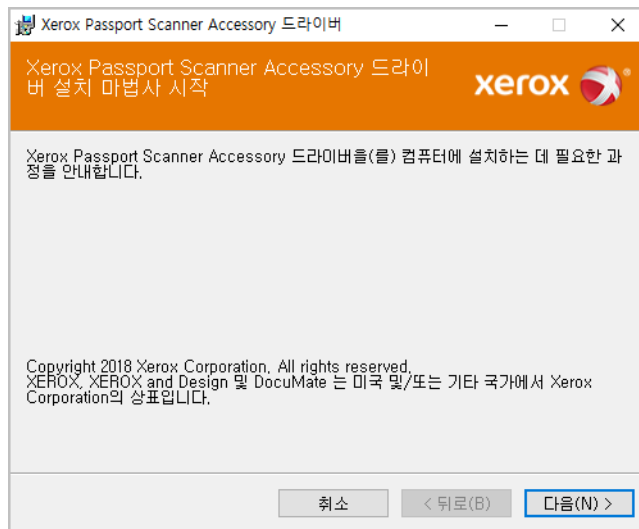 Xerox Passport Scanner Accessory 드라이버
Xerox Passport Scanner Accessory 드라이
버 설치 마법사 시작
xerox
Xerox Passport Scanner Accessory 드라이버을(를) 컴퓨터에 설치하는 데 필요한 과
정을 안내합니다.
Copyright 2018 Xerox Corporation. All rights reserved.
XEROX, XEROX and Design 및 DocuMate 는 미국 및/또는 기타 국가에서 Xerox
Corporation의 상표입니다.
취소 < 뒤로(B) 다음(N) >